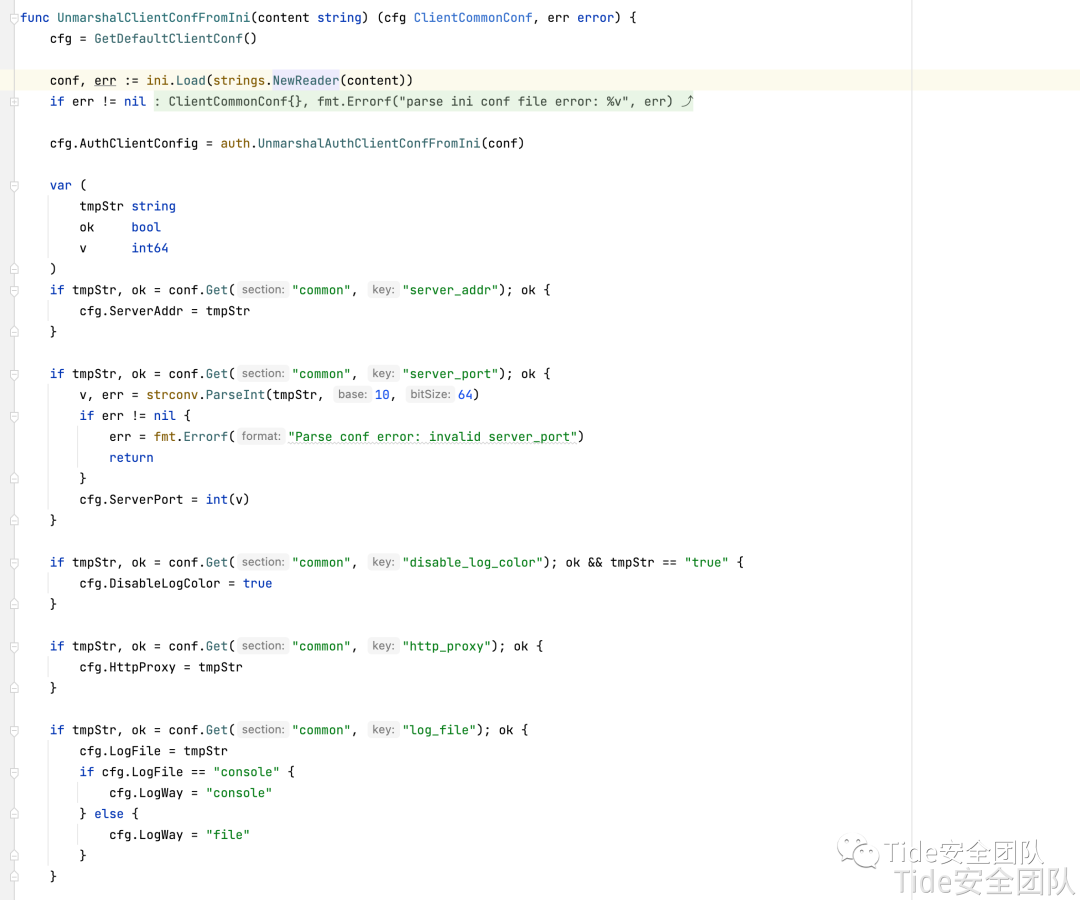 func UnmarshalClientConfFromIni(content string) (cfg ClientCommonConf, err error) {
    cfg = GetDefaultClientConf()

    conf, err := ini.Load(strings.NewReader(content))
    if err != nil : ClientCommonConf{}, fmt.Errorf("parse ini conf file error: %v", err) ⤴

    cfg.AuthClientConfig = auth.UnmarshalAuthClientConfFromIni(conf)

    var (
        tmpStr string
        ok     bool
        v      int64
    )
    if tmpStr, ok = conf.Get( section: "common", key: "server_addr"); ok {
        cfg.ServerAddr = tmpStr
    }

    if tmpStr, ok = conf.Get( section: "common", key: "server_port"); ok {
        v, err = strconv.ParseInt(tmpStr, base: 10, bitSize: 64)
        if err != nil {
            err = fmt.Errorf( format: "Parse conf error: invalid server_port")
            return
        }
        cfg.ServerPort = int(v)
    }

    if tmpStr, ok = conf.Get( section: "common", key: "disable_log_color"); ok && tmpStr == "true" {
        cfg.DisableLogColor = true
    }

    if tmpStr, ok = conf.Get( section: "common", key: "http_proxy"); ok {
        cfg.HttpProxy = tmpStr
    }

    if tmpStr, ok = conf.Get( section: "common", key: "log_file"); ok {
        cfg.LogFile = tmpStr
        if cfg.LogFile == "console" {
            cfg.LogWay = "console"
        } else {
            cfg.LogWay = "file"
        }
    }
Tide安全团队
Tide安全团队